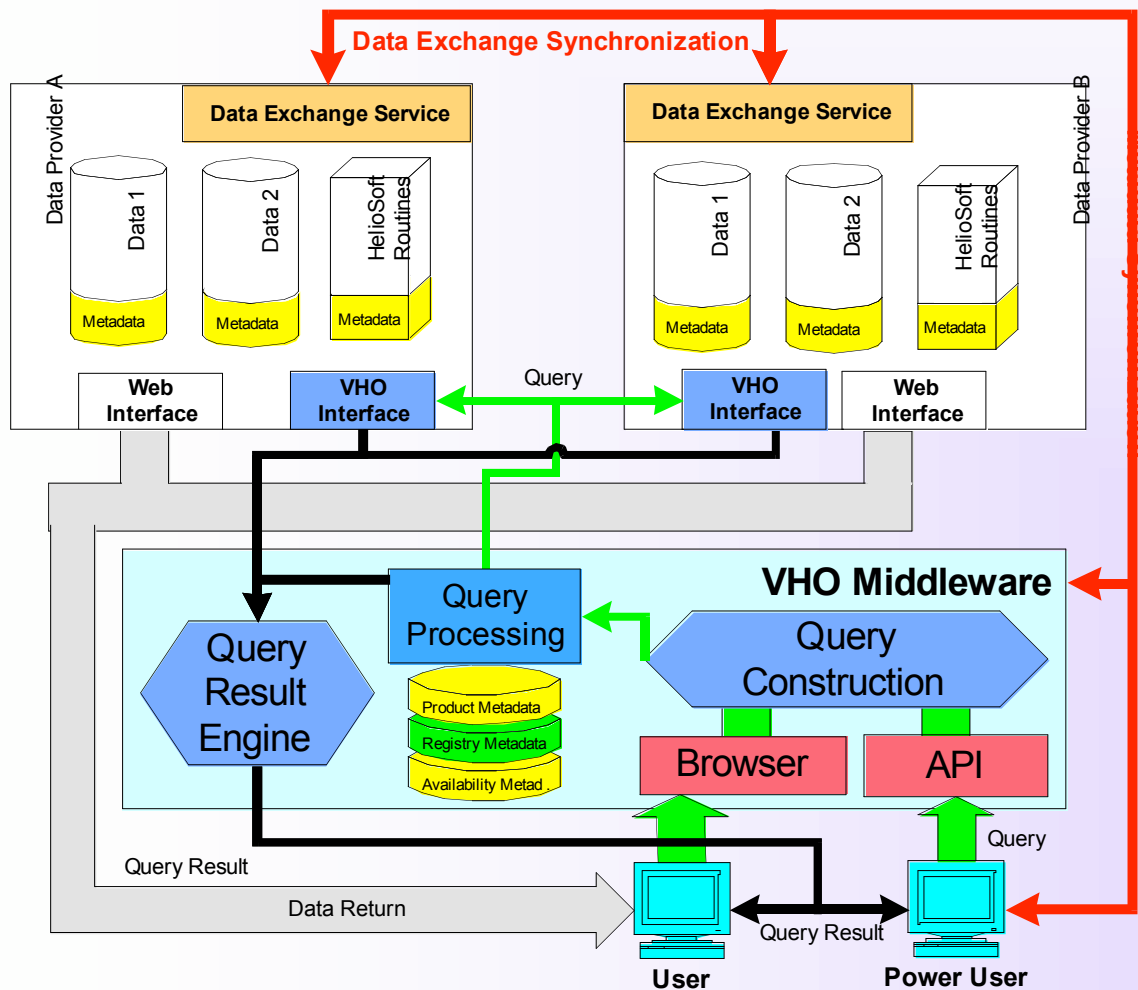 Data Exchange Synchronization
Data Provider A
Data Exchange Service
Data 1
Data 2
HelioSoft
Routines
Metadata
Metadata
Metadata
Web
Interface
VHO
Interface
Query
Data Exchange Service
Data Provider B
Data 1
Data 2
HelioSoft
Routines
Metadata
Metadata
Metadata
VHO
Interface
Web
Interface
VHO Middleware
Query
Processing
Query
Construction
Query
Result
Engine
Product Metadata
Registry Metadata
Availability Metad .
Browser
API
Query
Query Result
Data Return
Query Result
User
Power User